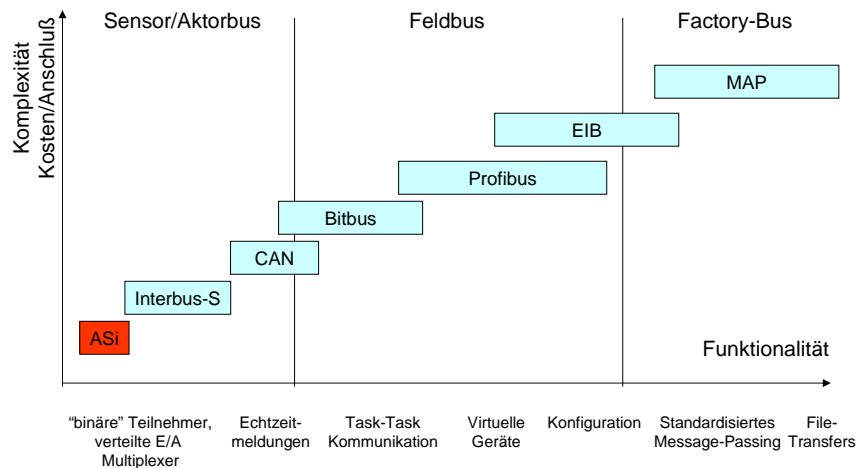 Sensor/Aktorbus
Feldbus
Factory-Bus
Komplexität
Kosten/Anschluß
MAP
EIB
Profibus
Bitbus
CAN
Interbus-S
ASi
Funktionalität
“binäre” Teilnehmer,
verteilte E/A
Multiplexer
Echtzeit-
meldungen
Task-Task
Kommunikation
Virtuelle
Geräte
Konfiguration
Standardisiertes
Message-Passing
File-
Transfers